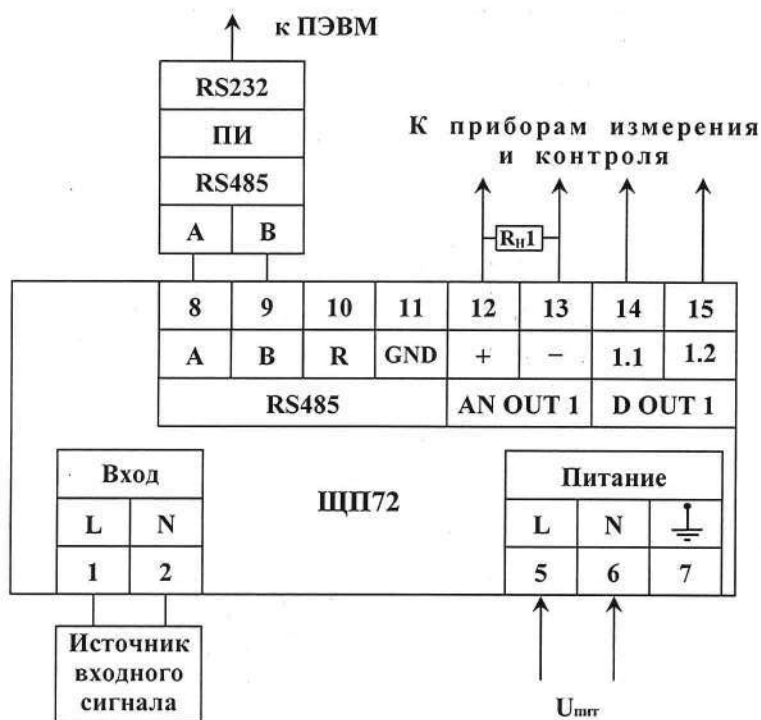 к ПЭВМ
RS232
ПИ
RS485
A B
К приборам измерения
и контроля
Rн1
8 9 10 11 12 13 14 15
A B R GND + − 1.1 1.2
RS485 AN OUT 1 D OUT 1
Вход
L N
1 2
ЩП72
Питание
L N
5 6 7
Источник
входного
сигнала
Uпит